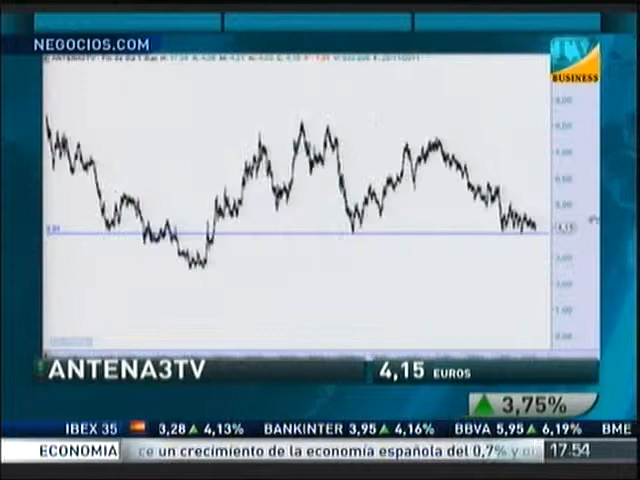 NEGOCIOS.COM
TV
BUSINESS
4,15
ANTENA3TV 4,15 EUROS
3,75%
IBEX 35 3,28 4,13% BANKINTER 3,95 4,16% BBVA 5,95 6,19% BME
ECONOMIA ce un crecimiento de la economía española del 0,7% y 17:54